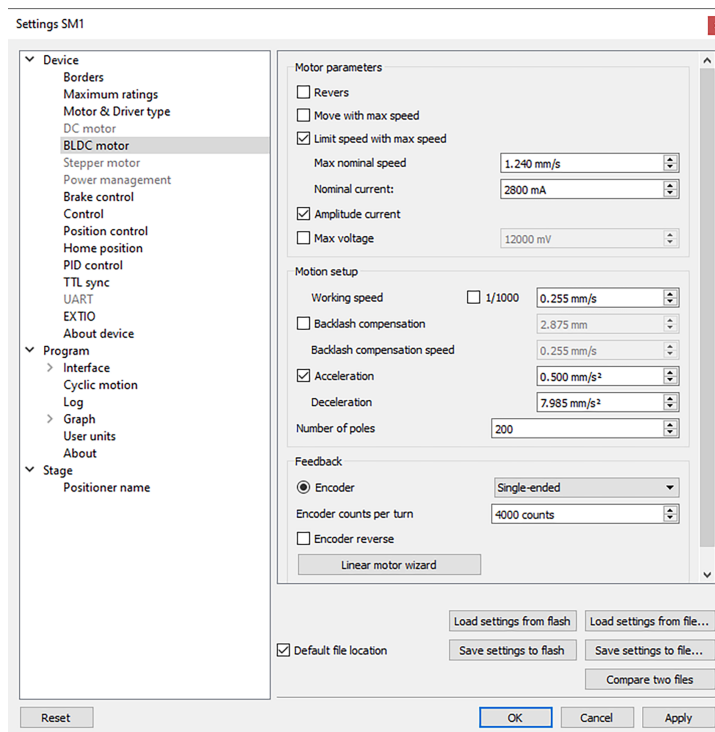 Settings SM1
Device
Borders
Maximum ratings
Motor & Driver type
DC motor
BLDC motor
Stepper motor
Power management
Brake control
Control
Position control
Home position
PID control
TTL sync
UART
EXTIO
About device
Program
Interface
Cyclic motion
Log
Graph
User units
About
Stage
Positioner name
Motor parameters
Revers
Move with max speed
Limit speed with max speed
Max nominal speed 1.240 mm/s
Nominal current: 2800 mA
Amplitude current
Max voltage 12000 mV
Motion setup
Working speed 1/1000 0.255 mm/s
Backlash compensation 2.875 mm
Backlash compensation speed 0.255 mm/s
Acceleration 0.500 mm/s²
Deceleration 7.985 mm/s²
Number of poles 200
Feedback
Encoder Single-ended
Encoder counts per turn 4000 counts
Encoder reverse
Linear motor wizard
Load settings from flash Load settings from file...
Default file location Save settings to flash Save settings to file...
Compare two files
Reset OK Cancel Apply